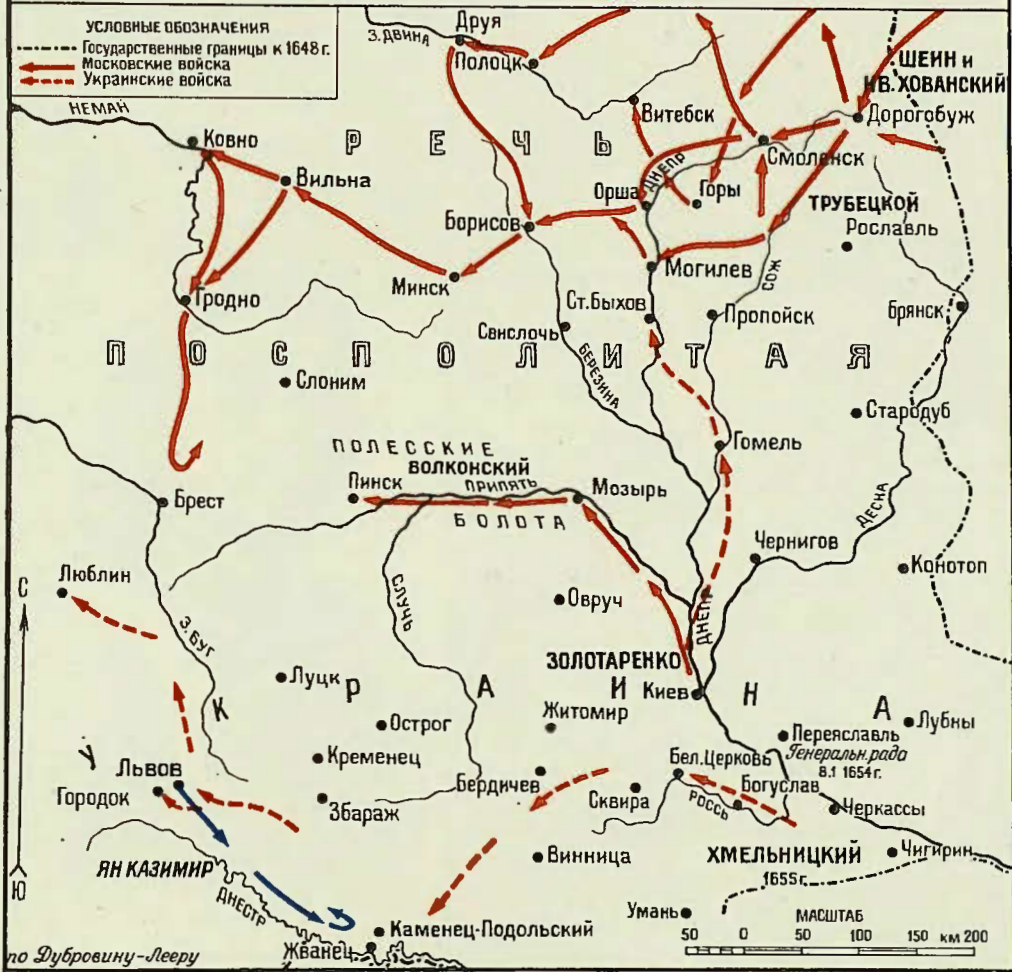 УСЛОВНЫЕ ОБОЗНАЧЕНИЯ
Государственные границы к 1648 г.
Московские войска
Украинские войска
З. ДВИНА
Друя
Полоцк
ШЕИН и
КВ. ХОВАНСКИЙ
Дорогобуж
НЕМАН
Ковно
Вильна
РЕЧЬ
Витебск
Смоленск
Орша
ДНЕПР
Горы
ТРУБЕЦКОЙ
Рославль
Борисов
Минск
Могилев
СОЖ
Гродно
Ст. Быхов
Пропойск
Брянск
Свислочь
БЕРЕЗИНА
ПОСПОЛИТАЯ
Слоним
Стародуб
Гомель
ПОЛЕССКИЕ
ВОЛКОНСКИЙ
ПРИПЯТЬ
Пинск
Мозырь
БОЛОТА
Брест
ДЕСНА
Чернигов
Конотоп
Люблин
С
СЛУЧЬ
Овруч
ДНЕПР
З. БУГ
ЗОЛОТАРЕНКО
Киев
Луцк
УКРАИНА
Острог
Житомир
Лубны
Переяславль
Генеральн. рада
8.1 1654 г.
Кременец
Бел. Церковь
Львов
Бердичев
Богуслав
Городок
Збараж
Сквира
РОССЬ
Черкассы
Винница
ХМЕЛЬНИЦКИЙ
1655 г.
Чигирин
ЯН КАЗИМИР
Ю
ДНЕСТР
Умань
МАСШТАБ
Каменец-Подольский
50 0 50 100 150 км 200
Жванец
по Дубровину-Лееру